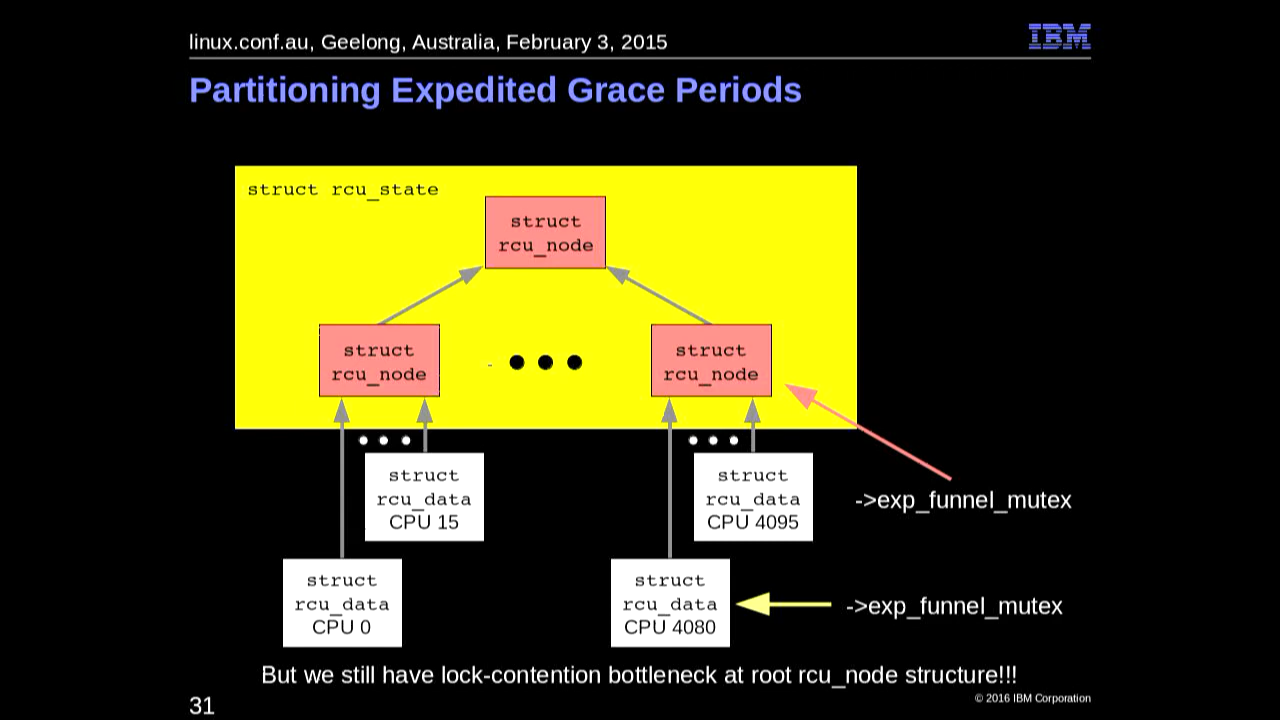 linux.conf.au, Geelong, Australia, February 3, 2015
IBM
Partitioning Expedited Grace Periods
struct rcu_state
struct
rcu_node
struct
rcu_node
struct
rcu_node
struct
rcu_data
CPU 15
struct
rcu_data
CPU 4095
->exp_funnel_mutex
struct
rcu_data
CPU 0
struct
rcu_data
CPU 4080
->exp_funnel_mutex
But we still have lock-contention bottleneck at root rcu_node structure!!!
31
© 2016 IBM Corporation